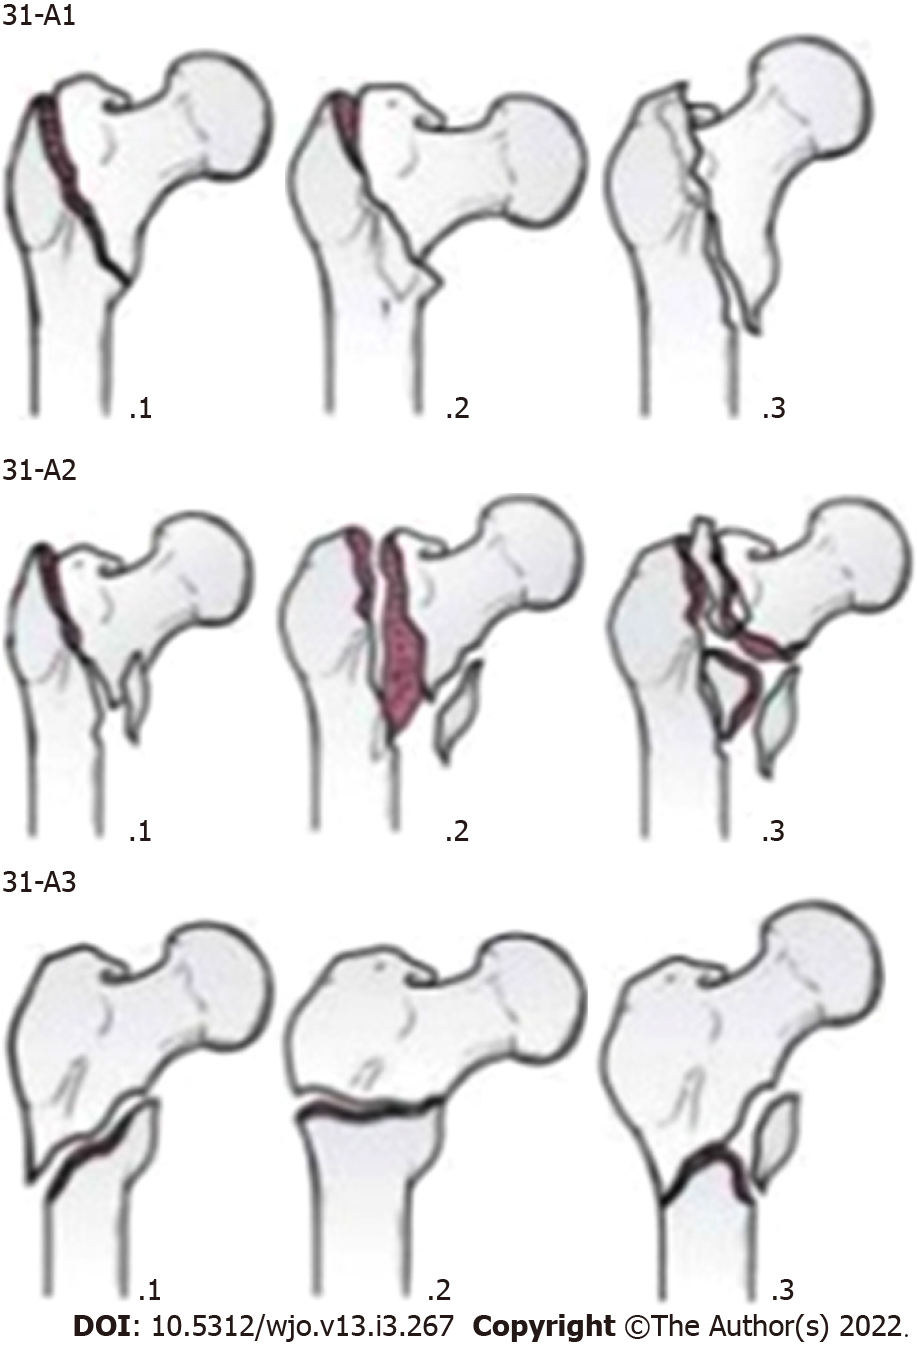 31-A1
.1 .2 .3
31-A2
.1 .2 .3
31-A3
.1 .2 .3
DOI: 10.5312/wjo.v13.i3.267 Copyright ©The Author(s) 2022.